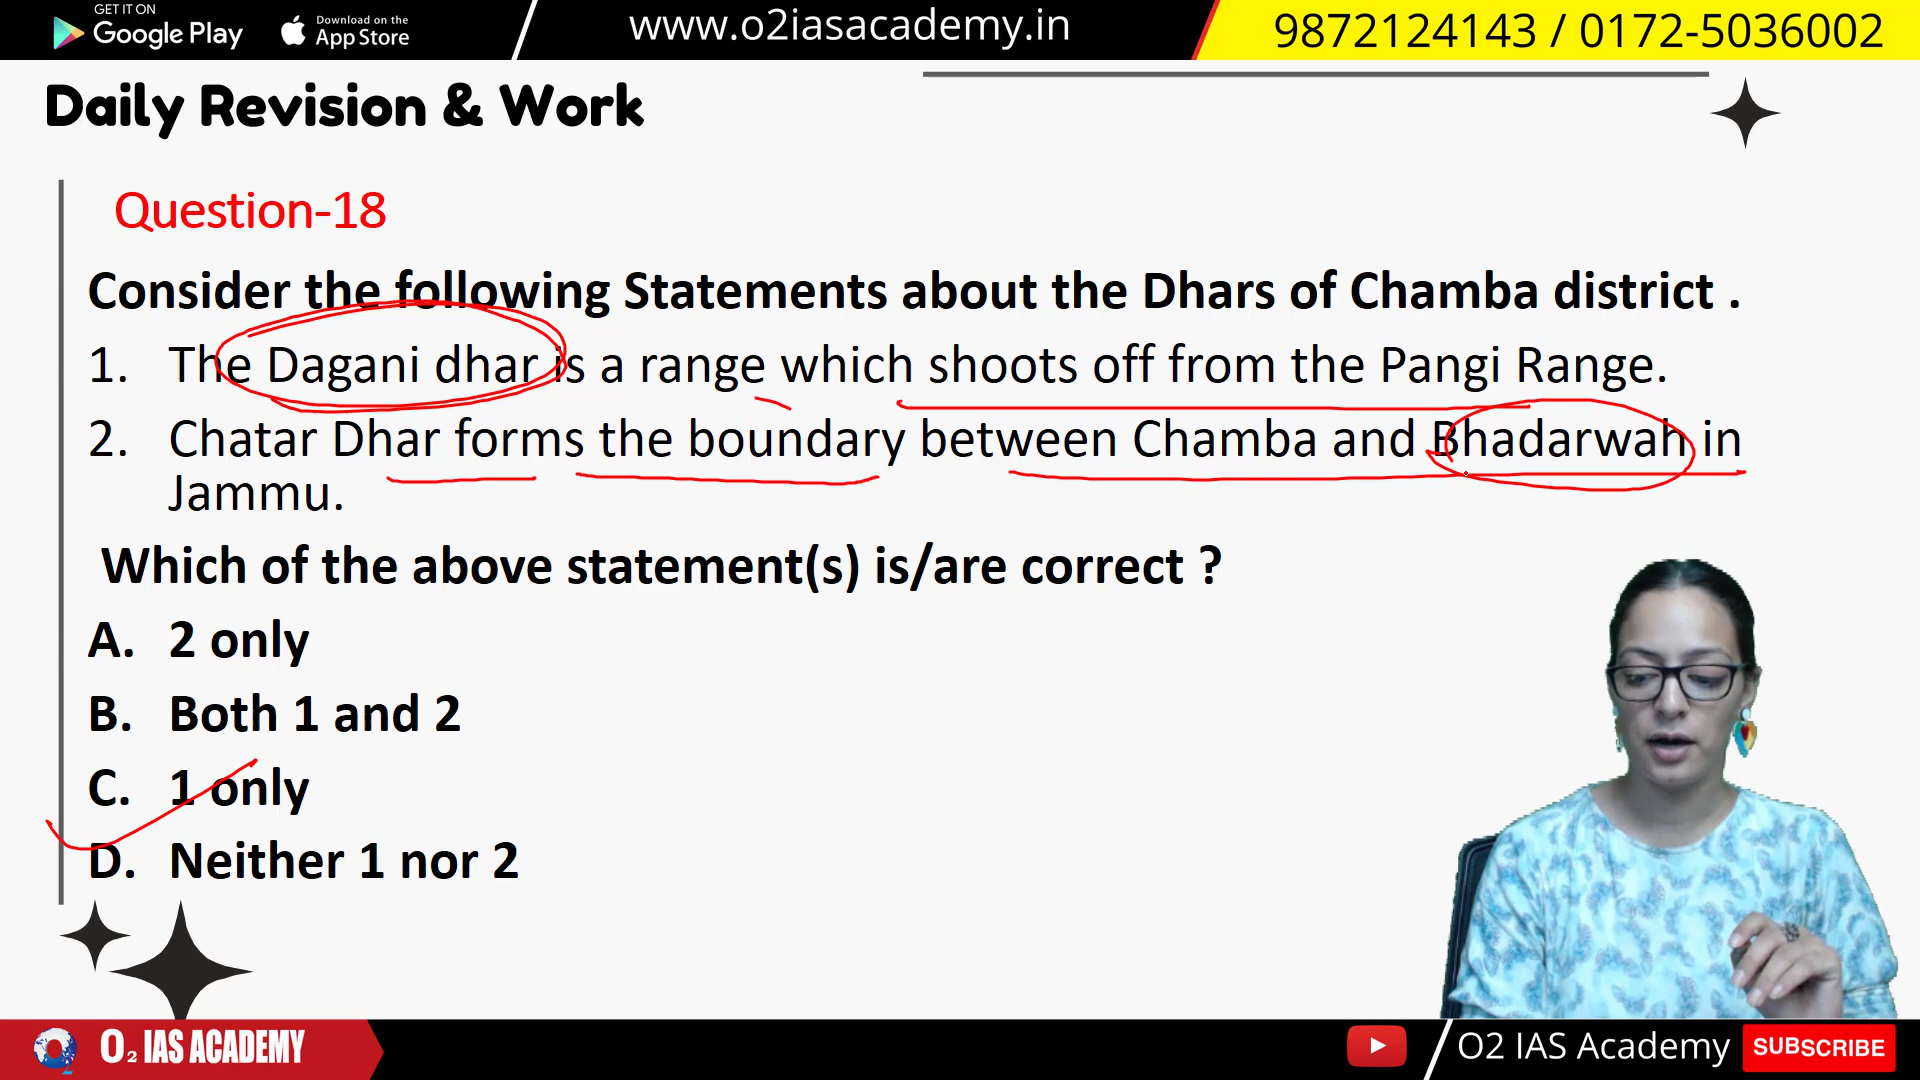 GET IT ON
Google Play
Download on the
App Store
www.o2iasacademy.in
9872124143 / 0172-5036002
Daily Revision & Work
Question-18
Consider the following Statements about the Dhars of Chamba district .
1. The Dagani dhar is a range which shoots off from the Pangi Range.
2. Chatar Dhar forms the boundary between Chamba and Bhadarwah in
Jammu.
Which of the above statement(s) is/are correct ?
A. 2 only
B. Both 1 and 2
C. 1 only
D. Neither 1 nor 2
O2 IAS ACADEMY
O2 IAS Academy
SUBSCRIBE